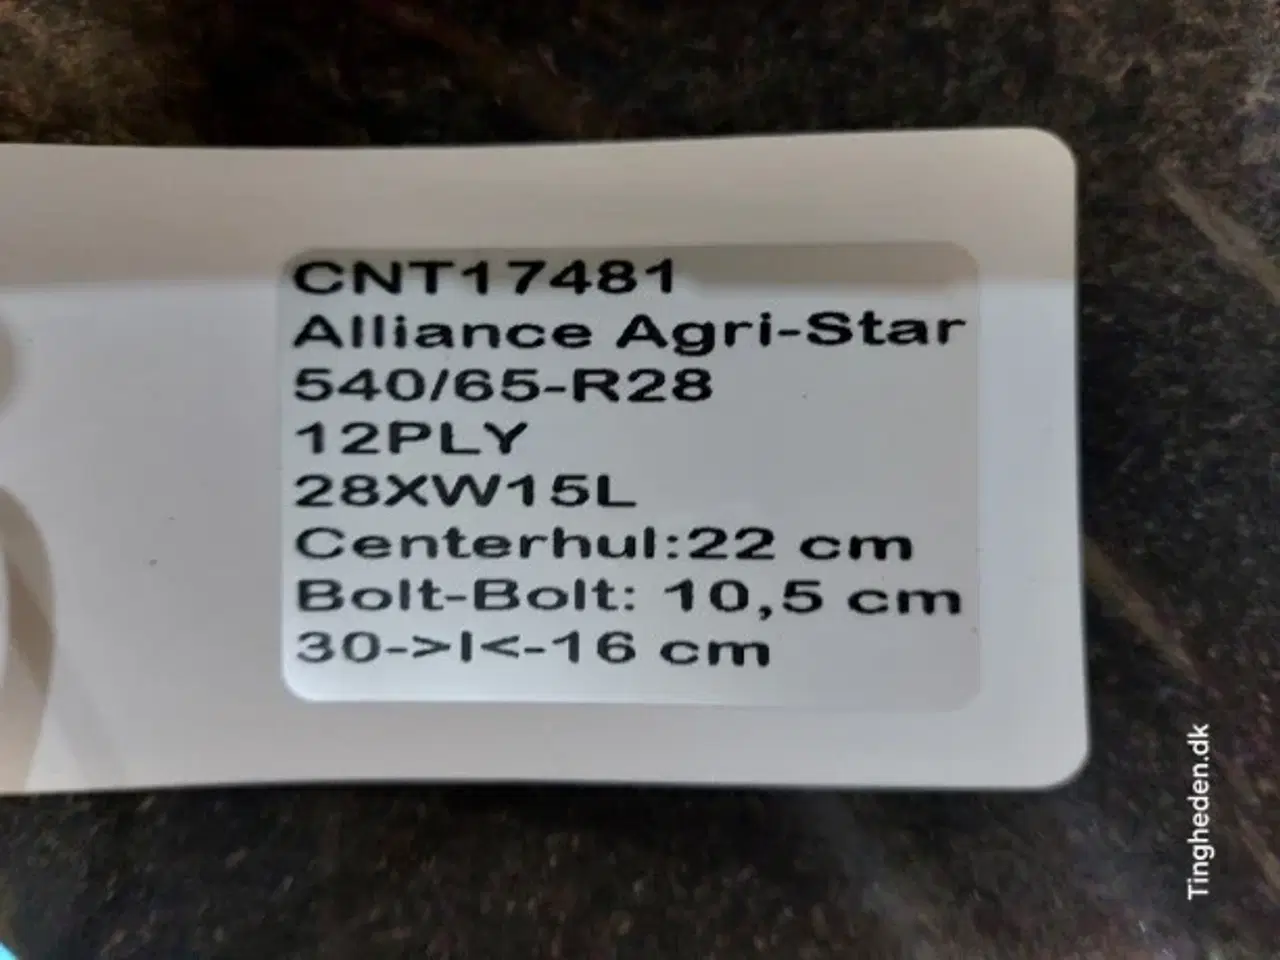 CNT17481
Alliance Agri-Star
540/65-R28
12PLY
28XW15L
Centerhul:22 cm
Bolt-Bolt: 10,5 cm
30->I<-16 cm
Tingheden.dk